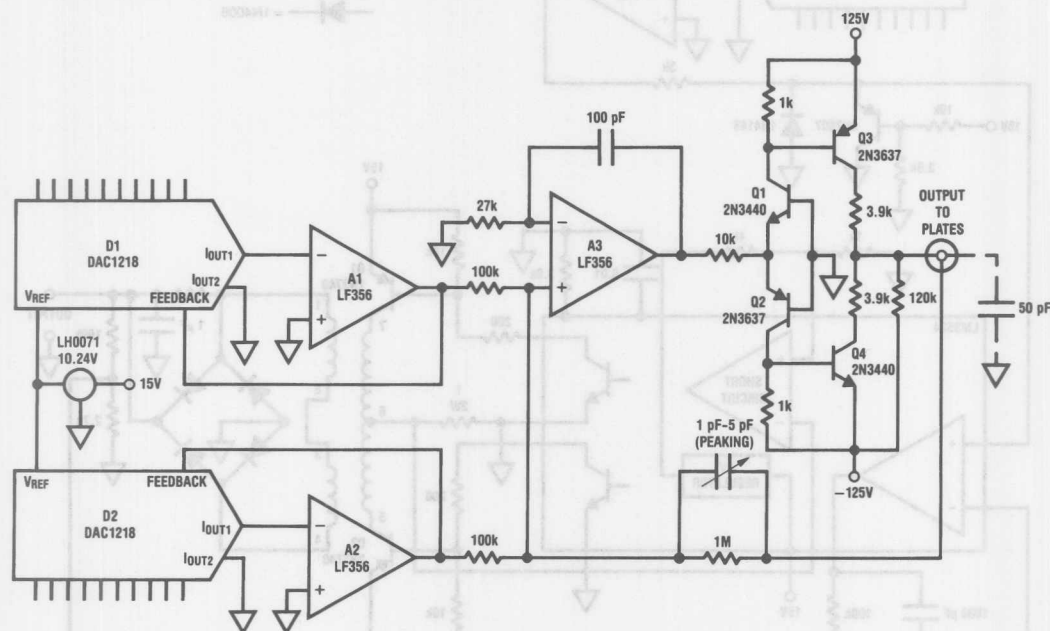 125V
1k
100 pF
Q3
2N3637
D1
DAC1218
IOUT1
IOUT2
VREF
FEEDBACK
A1
LF356
27k
100k
A3
LF356
10k
Q1
2N3440
Q2
2N3637
3.9k
OUTPUT
TO
PLATES
3.9k
120k
50 pF
Q4
2N3440
1k
LH0071
10.24V
15V
1 pF–5 pF
(PEAKING)
–125V
VREF
FEEDBACK
D2
DAC1218
IOUT1
IOUT2
A2
LF356
100k
1M